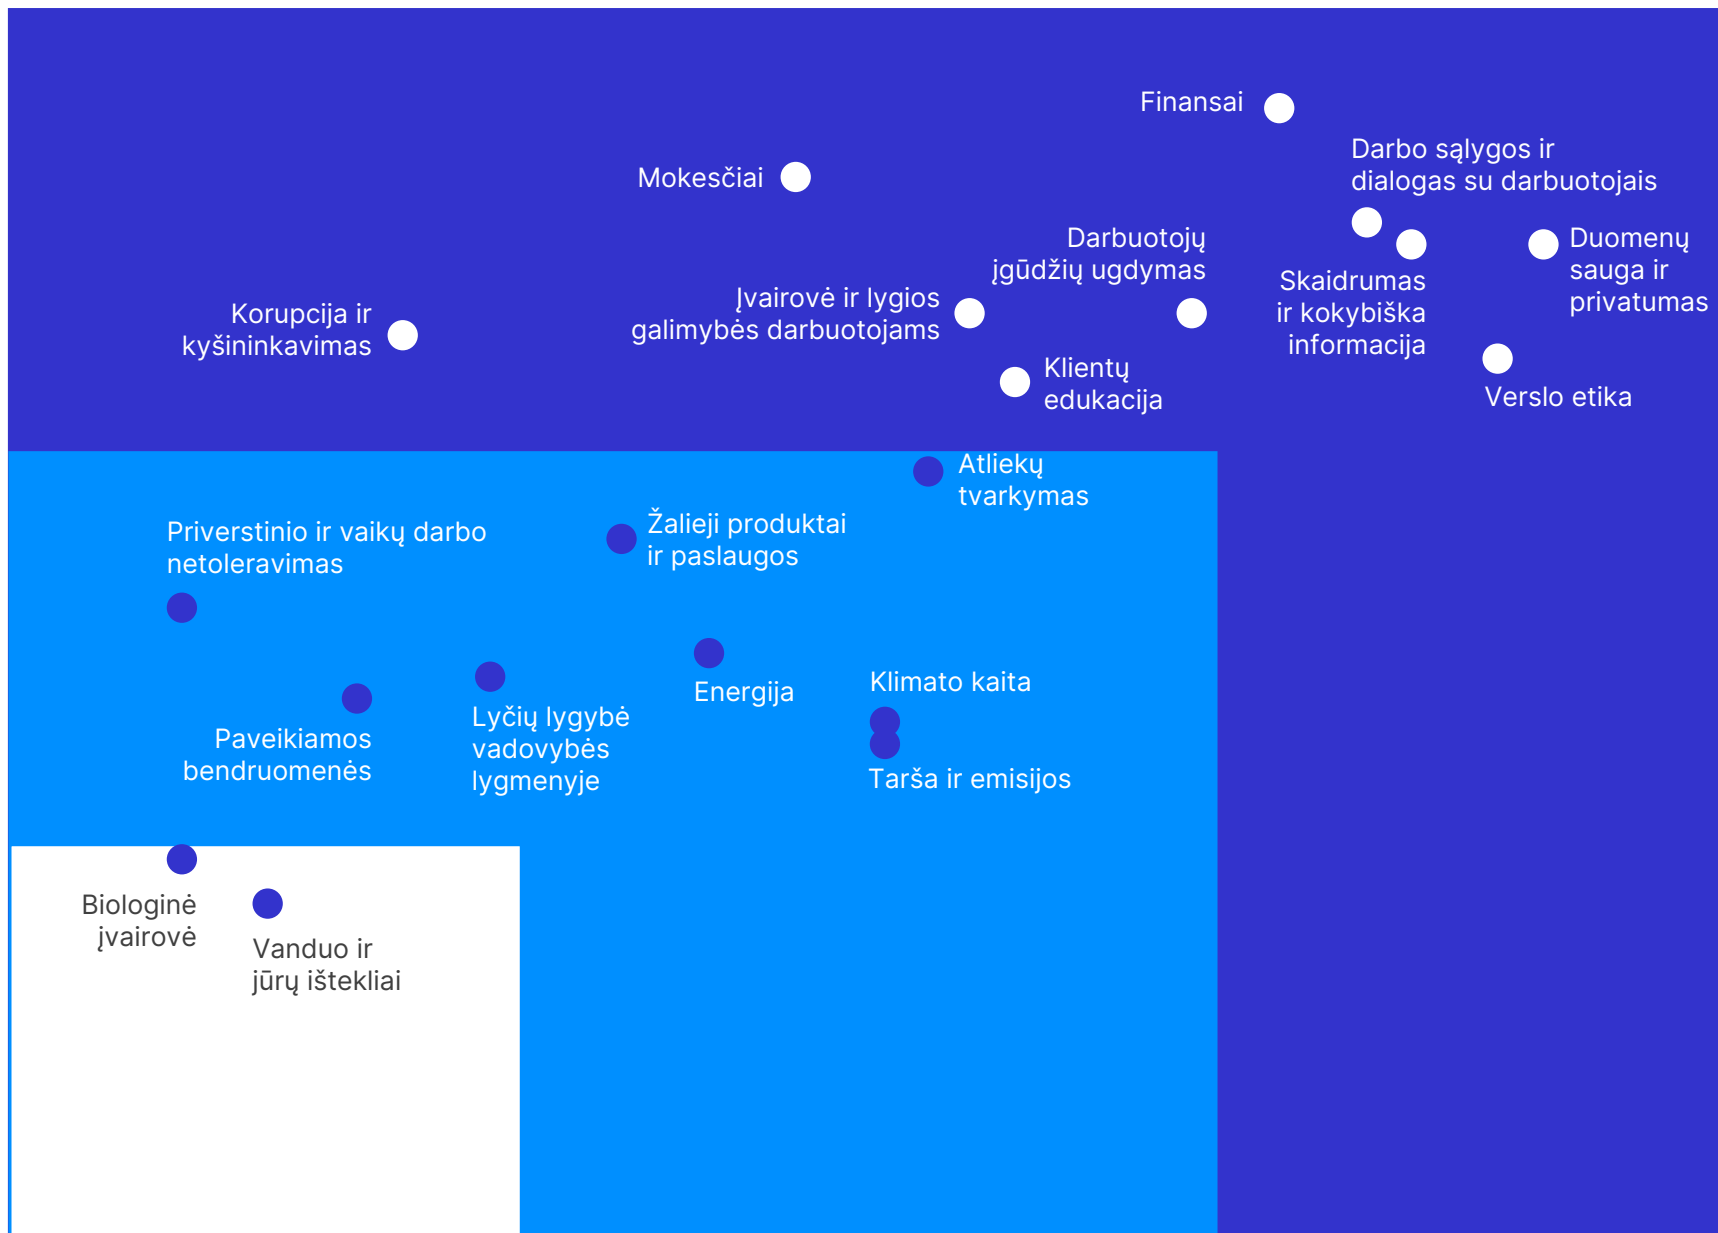 Finansai
Darbo sąlygos ir
dialogas su darbuotojais
Mokesčiai
Darbuotojų
įgūdžių ugdymas
Duomenų
sauga ir
privatumas
Skaidrumas
ir kokybiška
informacija
Įvairovė ir lygios
galimybės darbuotojams
Korupcija ir
kyšininkavimas
Klientų
edukacija
Verslo etika
Atliekų
tvarkymas
Žalieji produktai
ir paslaugos
Priverstinio ir vaikų darbo
netoleravimas
Energija
Klimato kaita
Lyčių lygybė
vadovybės
lygmenyje
Paveikiamos
bendruomenės
Tarša ir emisijos
Biologinė
įvairovė
Vanduo ir
jūrų ištekliai